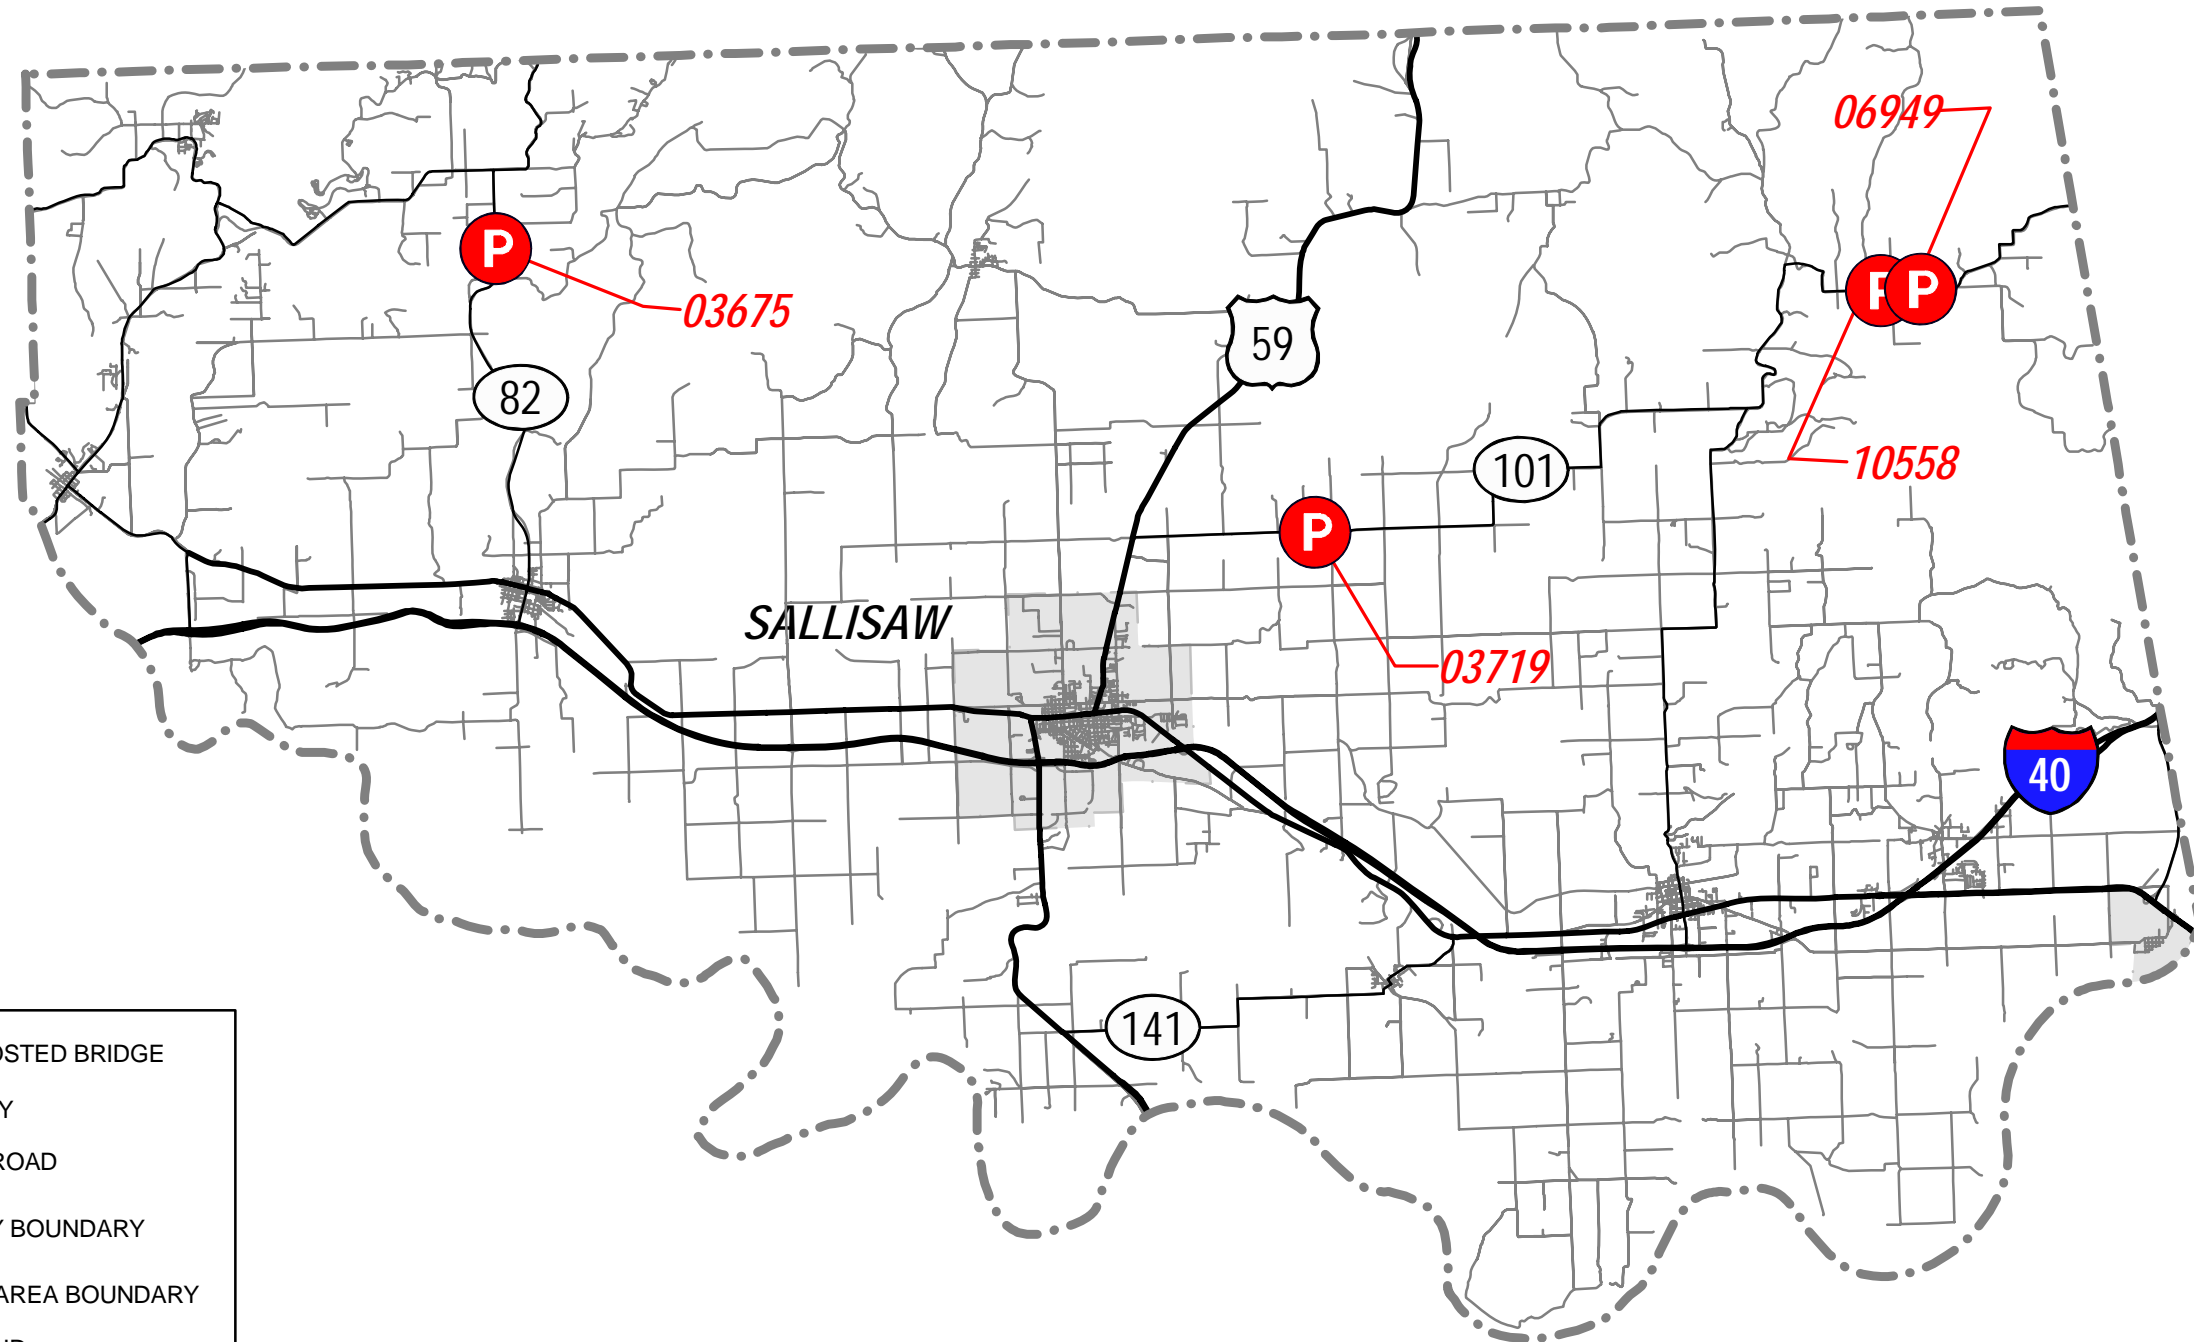 06949
P
03675
P
P
59
82
101
10558
P
SALLISAW
03719
40
141
OSTED BRIDGE
Y
ROAD
Y BOUNDARY
AREA BOUNDARY